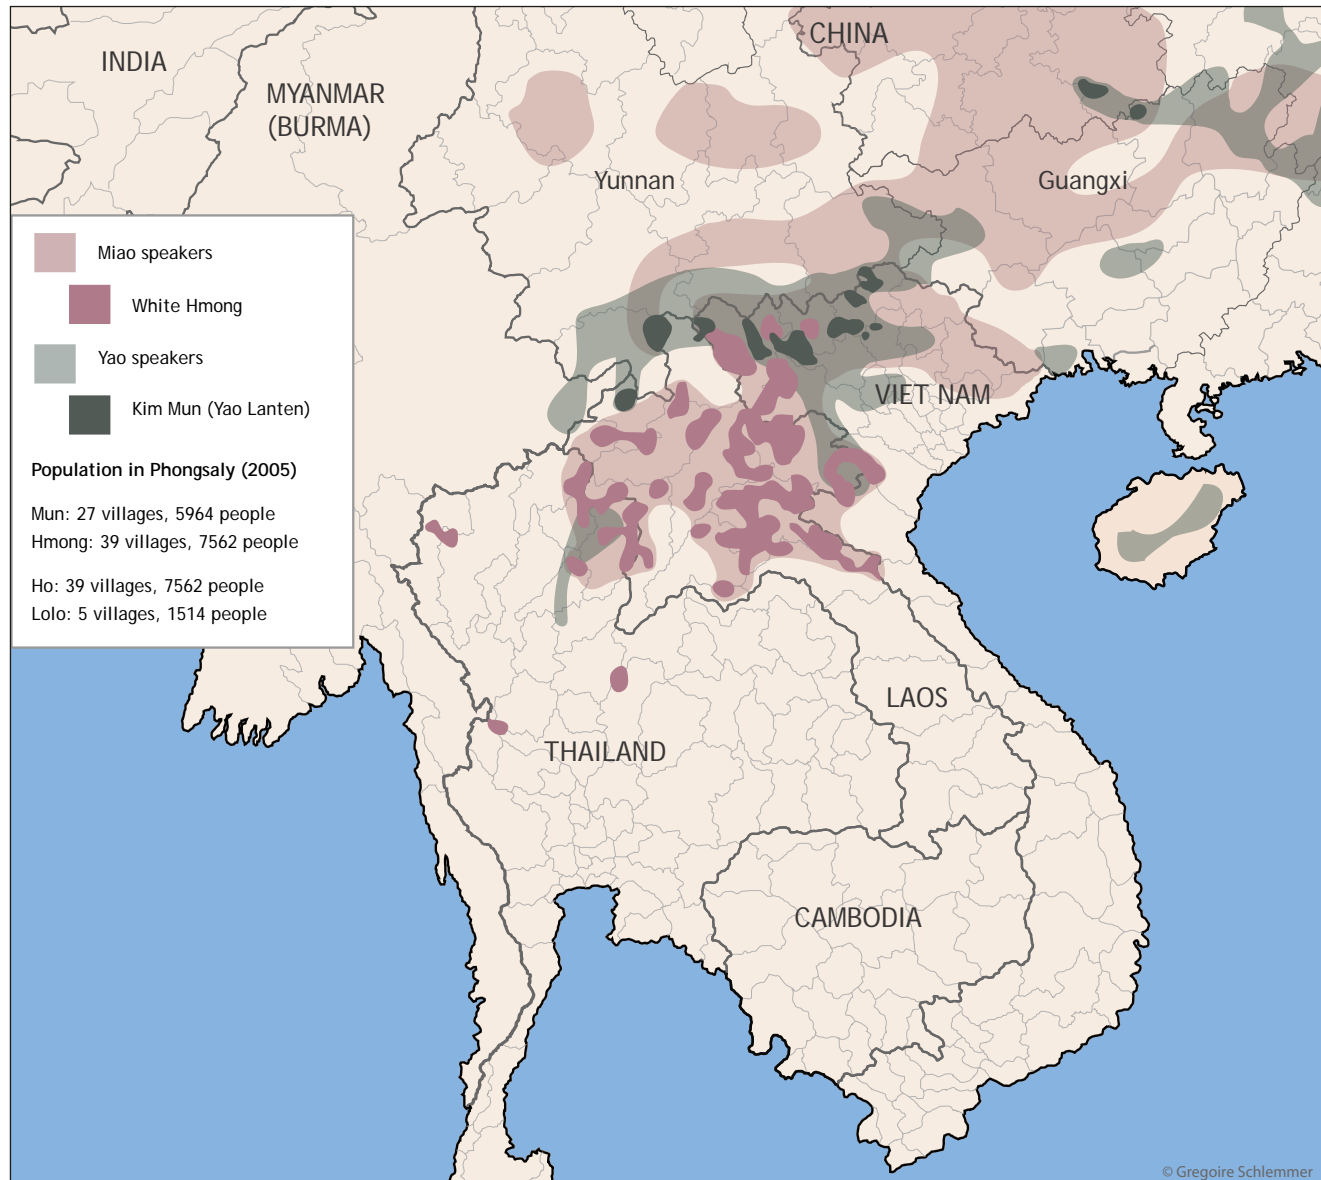 CHINA
INDIA
MYANMAR
(BURMA)
Yunnan
Guangxi
Miao speakers
White Hmong
Yao speakers
Kim Mun (Yao Lanten)
Population in Phongsaly (2005)
Mun: 27 villages, 5964 people
Hmong: 39 villages, 7562 people
Ho: 39 villages, 7562 people
Lolo: 5 villages, 1514 people
VIET NAM
LAOS
THAILAND
CAMBODIA
© Gregoire Schlemmer